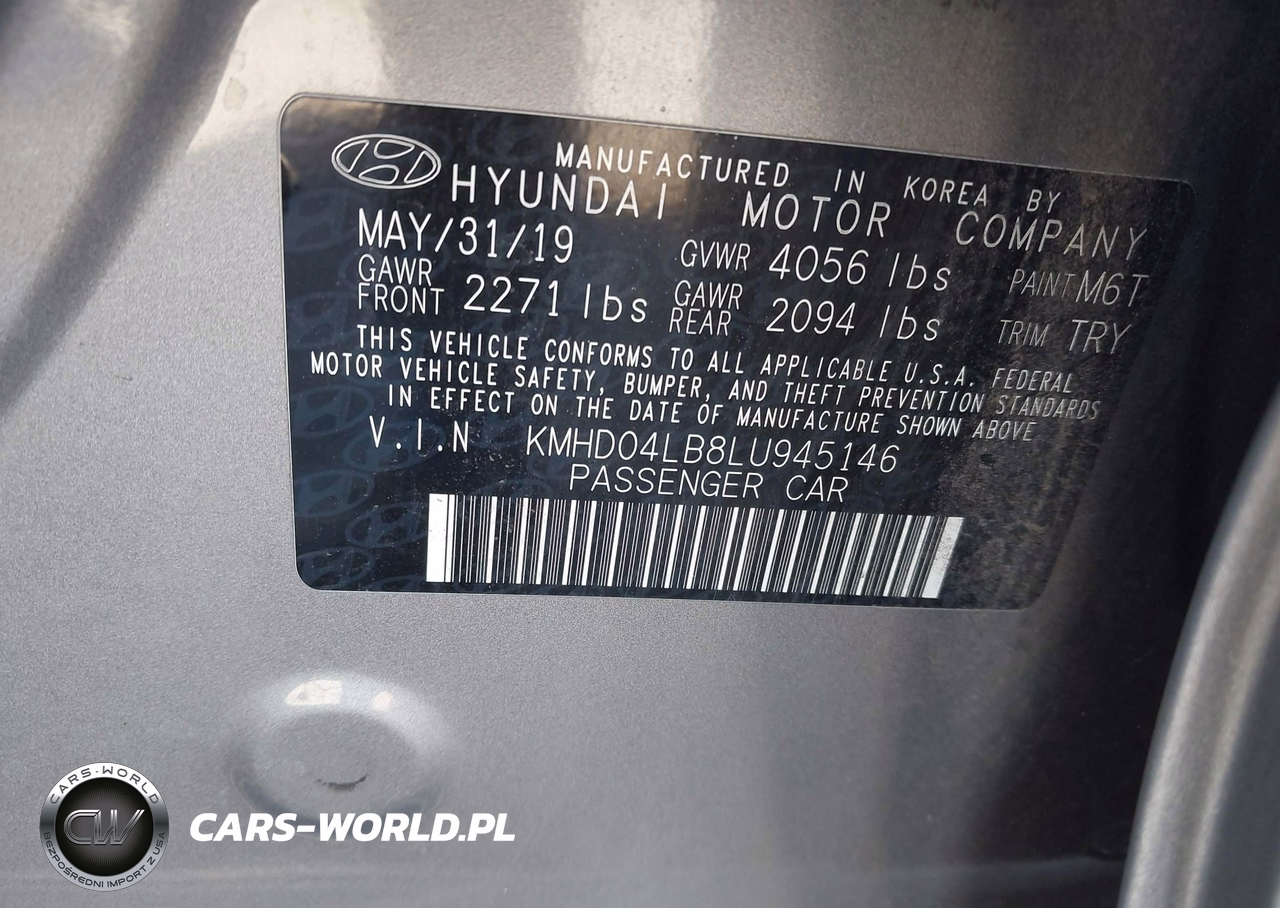 MANUFACTURED IN KOREA BY
HYUNDAI MOTOR COMPANY
MAY/31/19 GVWR 4056 lbs PAINT M6T
GAWR FRONT 2271 lbs GAWR REAR 2094 lbs TRIM TRY
THIS VEHICLE CONFORMS TO ALL APPLICABLE U.S.A. FEDERAL
MOTOR VEHICLE SAFETY, BUMPER, AND THEFT PREVENTION STANDARDS
IN EFFECT ON THE DATE OF MANUFACTURE SHOWN ABOVE
V.I.N KMHD04LB8LU945146
PASSENGER CAR
CARS-WORLD
CW
BEZPOŚREDNI IMPORT Z USA
CARS-WORLD.PL